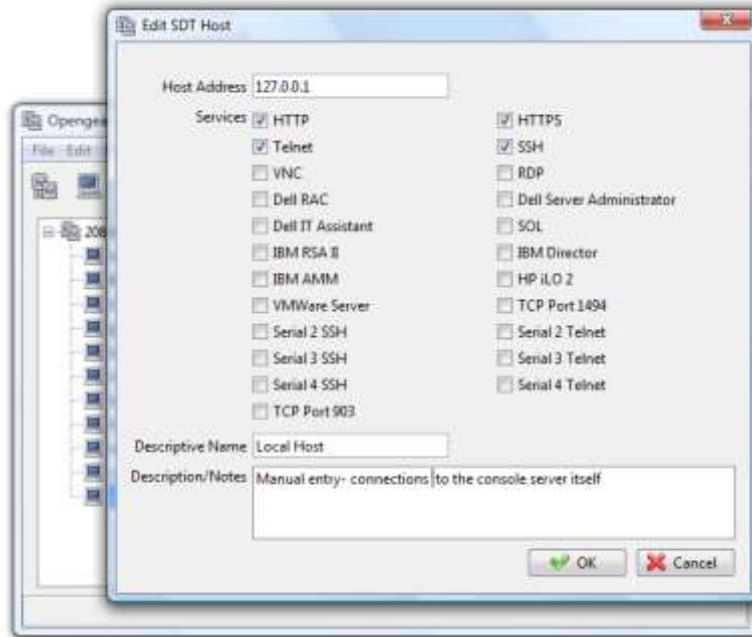 Edit SDT Host
Host Address 127.0.0.1
Opengea
Services HTTP HTTPS
File Edit
Telnet SSH
VNC RDP
Dell RAC Dell Server Administrator
Dell IT Assistant SOL
208
IBM RSA II IBM Director
IBM AMM HP iLO 2
VMWare Server TCP Port 1494
Serial 2 SSH Serial 2 Telnet
Serial 3 SSH Serial 3 Telnet
Serial 4 SSH Serial 4 Telnet
TCP Port 903
Descriptive Name Local Host
Description/Notes Manual entry- connections to the console server itself
OK Cancel